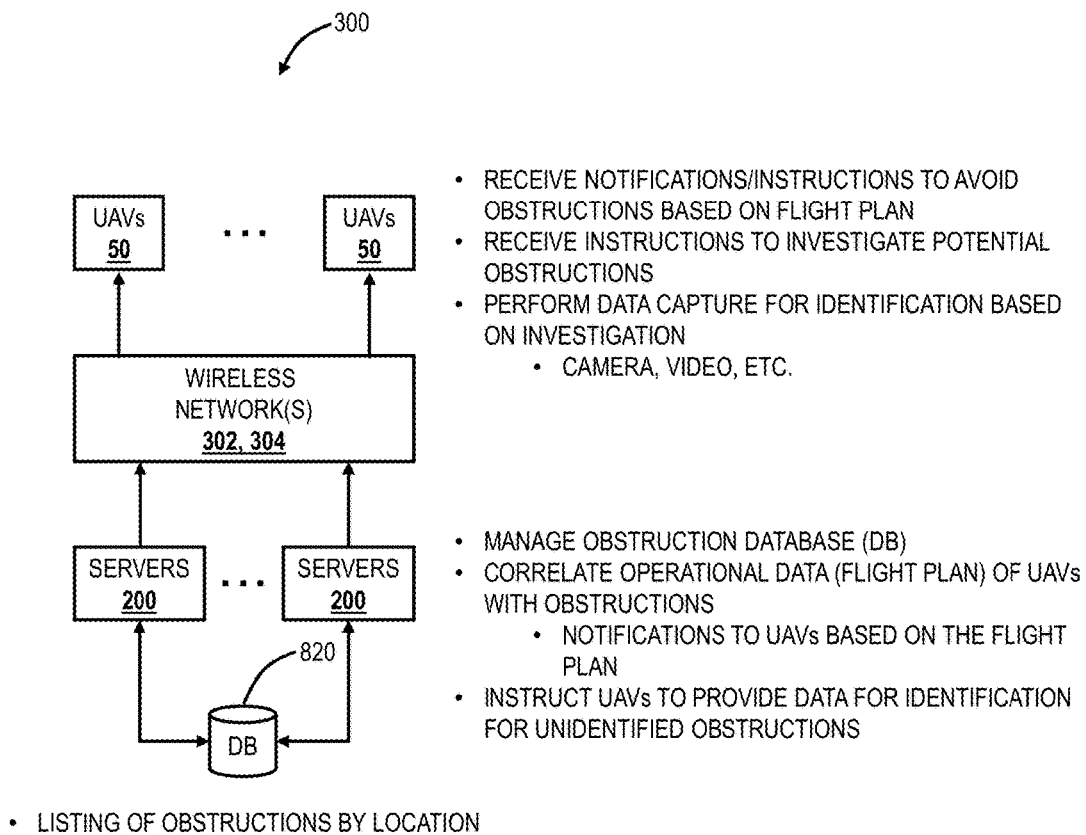 300
UAVs
50
...
UAVs
50
• RECEIVE NOTIFICATIONS/INSTRUCTIONS TO AVOID
OBSTRUCTIONS BASED ON FLIGHT PLAN
• RECEIVE INSTRUCTIONS TO INVESTIGATE POTENTIAL
OBSTRUCTIONS
• PERFORM DATA CAPTURE FOR IDENTIFICATION BASED
ON INVESTIGATION
• CAMERA, VIDEO, ETC.
WIRELESS
NETWORK(S)
302, 304
SERVERS
200
...
SERVERS
200
• MANAGE OBSTRUCTION DATABASE (DB)
• CORRELATE OPERATIONAL DATA (FLIGHT PLAN) OF UAVs
WITH OBSTRUCTIONS
• NOTIFICATIONS TO UAVs BASED ON THE FLIGHT
PLAN
• INSTRUCT UAVs TO PROVIDE DATA FOR IDENTIFICATION
FOR UNIDENTIFIED OBSTRUCTIONS
820
DB
• LISTING OF OBSTRUCTIONS BY LOCATION